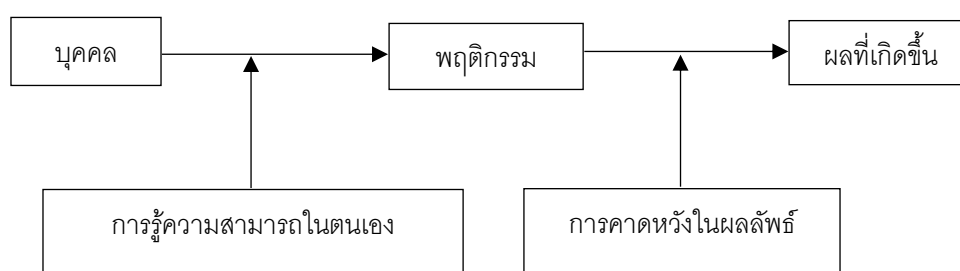 บุคคล
พฤติกรรม
ผลที่เกิดขึ้น
การรู้ความสามารถในตนเอง
การคาดหวังในผลลัพธ์